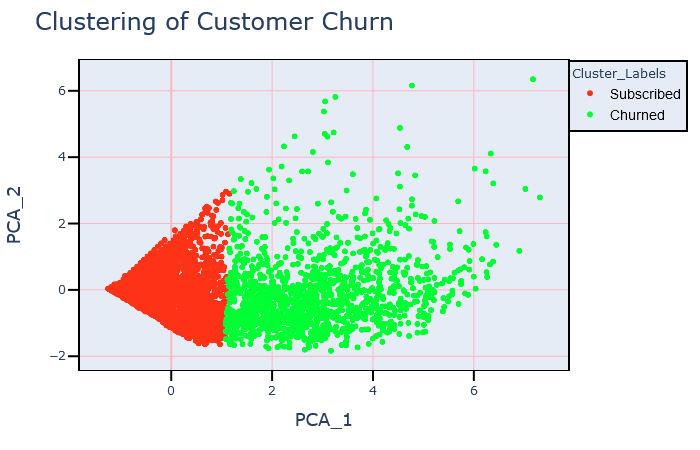 Clustering of Customer Churn
Cluster_Labels
Subscribed
Churned
6
4
2
0
−2
PCA_2
0
2
4
6
PCA_1